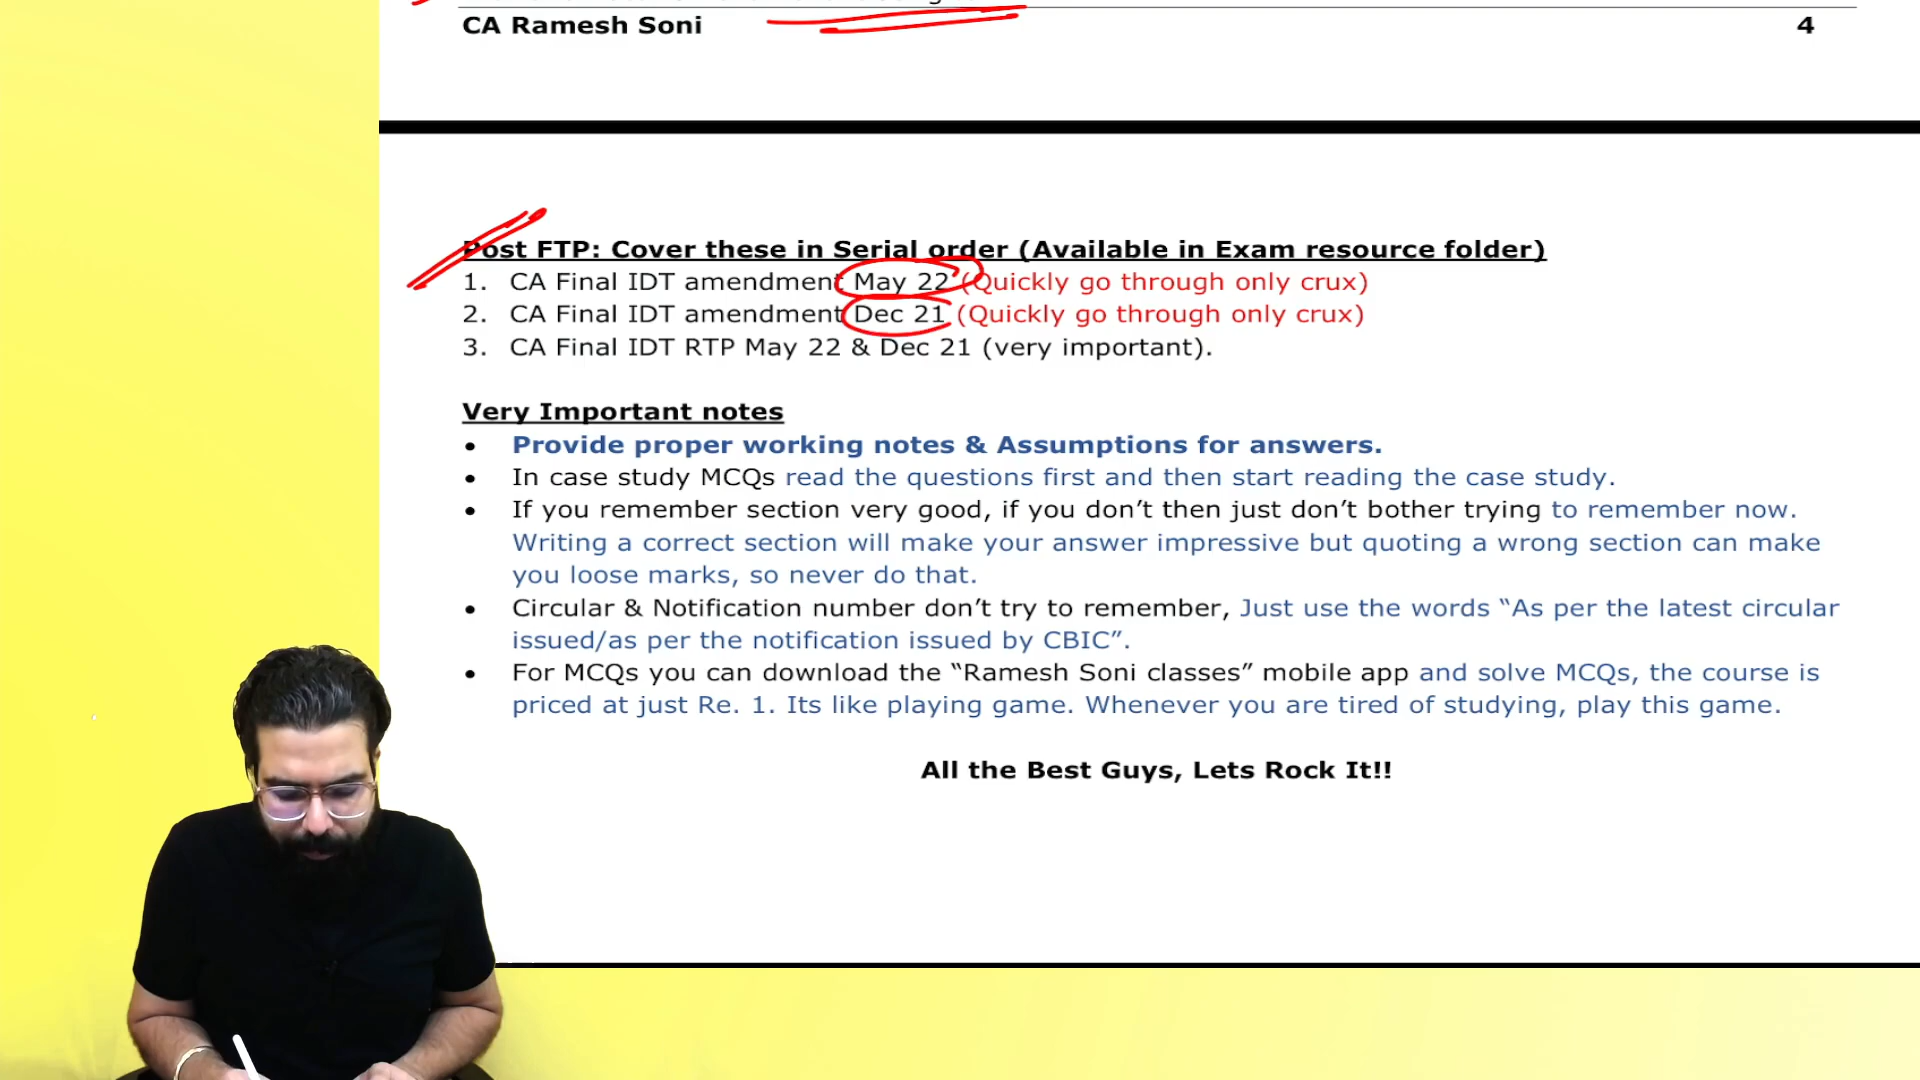 CA Ramesh Soni 4
Post FTP: Cover these in Serial order (Available in Exam resource folder)
1. CA Final IDT amendment May 22 (Quickly go through only crux)
2. CA Final IDT amendment Dec 21 (Quickly go through only crux)
3. CA Final IDT RTP May 22 & Dec 21 (very important).
Very Important notes
• Provide proper working notes & Assumptions for answers.
• In case study MCQs read the questions first and then start reading the case study.
• If you remember section very good, if you don’t then just don’t bother trying to remember now.
Writing a correct section will make your answer impressive but quoting a wrong section can make
you loose marks, so never do that.
• Circular & Notification number don’t try to remember, Just use the words “As per the latest circular
issued/as per the notification issued by CBIC”.
• For MCQs you can download the “Ramesh Soni classes” mobile app and solve MCQs, the course is
priced at just Re. 1. Its like playing game. Whenever you are tired of studying, play this game.
All the Best Guys, Lets Rock It!!